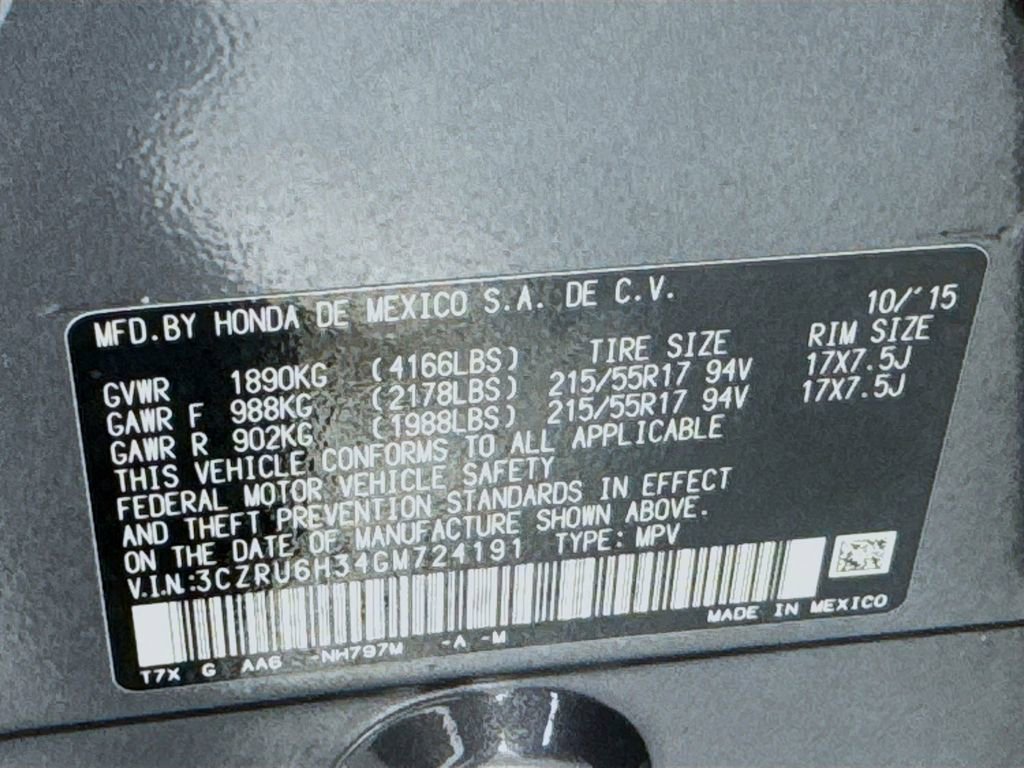 MFD.BY HONDA DE MEXICO S.A. DE C.V. 10/'15
TIRE SIZE RIM SIZE
GVWR 1890KG (4166LBS)
GAWR F 988KG (2178LBS) 215/55R17 94V 17X7.5J
GAWR R 902KG (1988LBS) 215/55R17 94V 17X7.5J
THIS VEHICLE CONFORMS TO ALL APPLICABLE
FEDERAL MOTOR VEHICLE SAFETY
AND THEFT PREVENTION STANDARDS IN EFFECT
ON THE DATE OF MANUFACTURE SHOWN ABOVE.
V.I.N.:3CZRU6H34GM724191 TYPE: MPV
MADE IN MEXICO
T7X G AA6 -NH797M -A -M